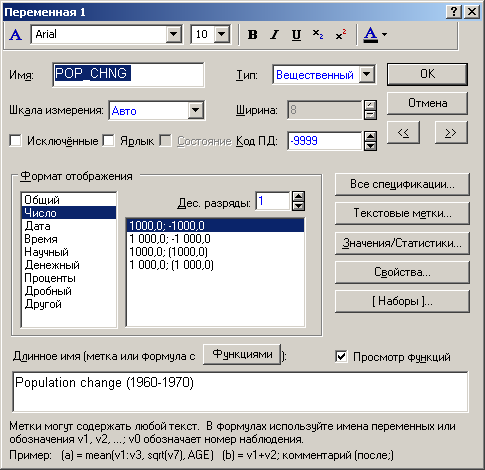 Переменная 1
A Arial 10 B I U x₂ x² A
Имя: POP_CHNG Тип: Вещественный OK
Шкала измерения: Авто Ширина: 8 Отмена
Исключённые Ярлык Состояние Код ПД: -9999 << >>
Формат отображения
Общий
Число
Дата
Время
Научный
Денежный
Проценты
Дробный
Другой
Дес. разряды: 1
1000,0; -1000,0
1 000,0; -1 000,0
1000,0; (1000,0)
1 000,0; (1 000,0)
Все спецификации...
Текстовые метки...
Значения/Статистики...
Свойства...
[ Наборы ]...
Длинное имя (метка или формула с Функциями ): Просмотр функций
Population change (1960-1970)
Метки могут содержать любой текст. В формулах используйте имена переменных или
обозначения v1, v2, ...; v0 обозначает номер наблюдения.
Пример: (a) = mean(v1:v3, sqrt(v7), AGE) (b) = v1+v2; комментарий (после;)